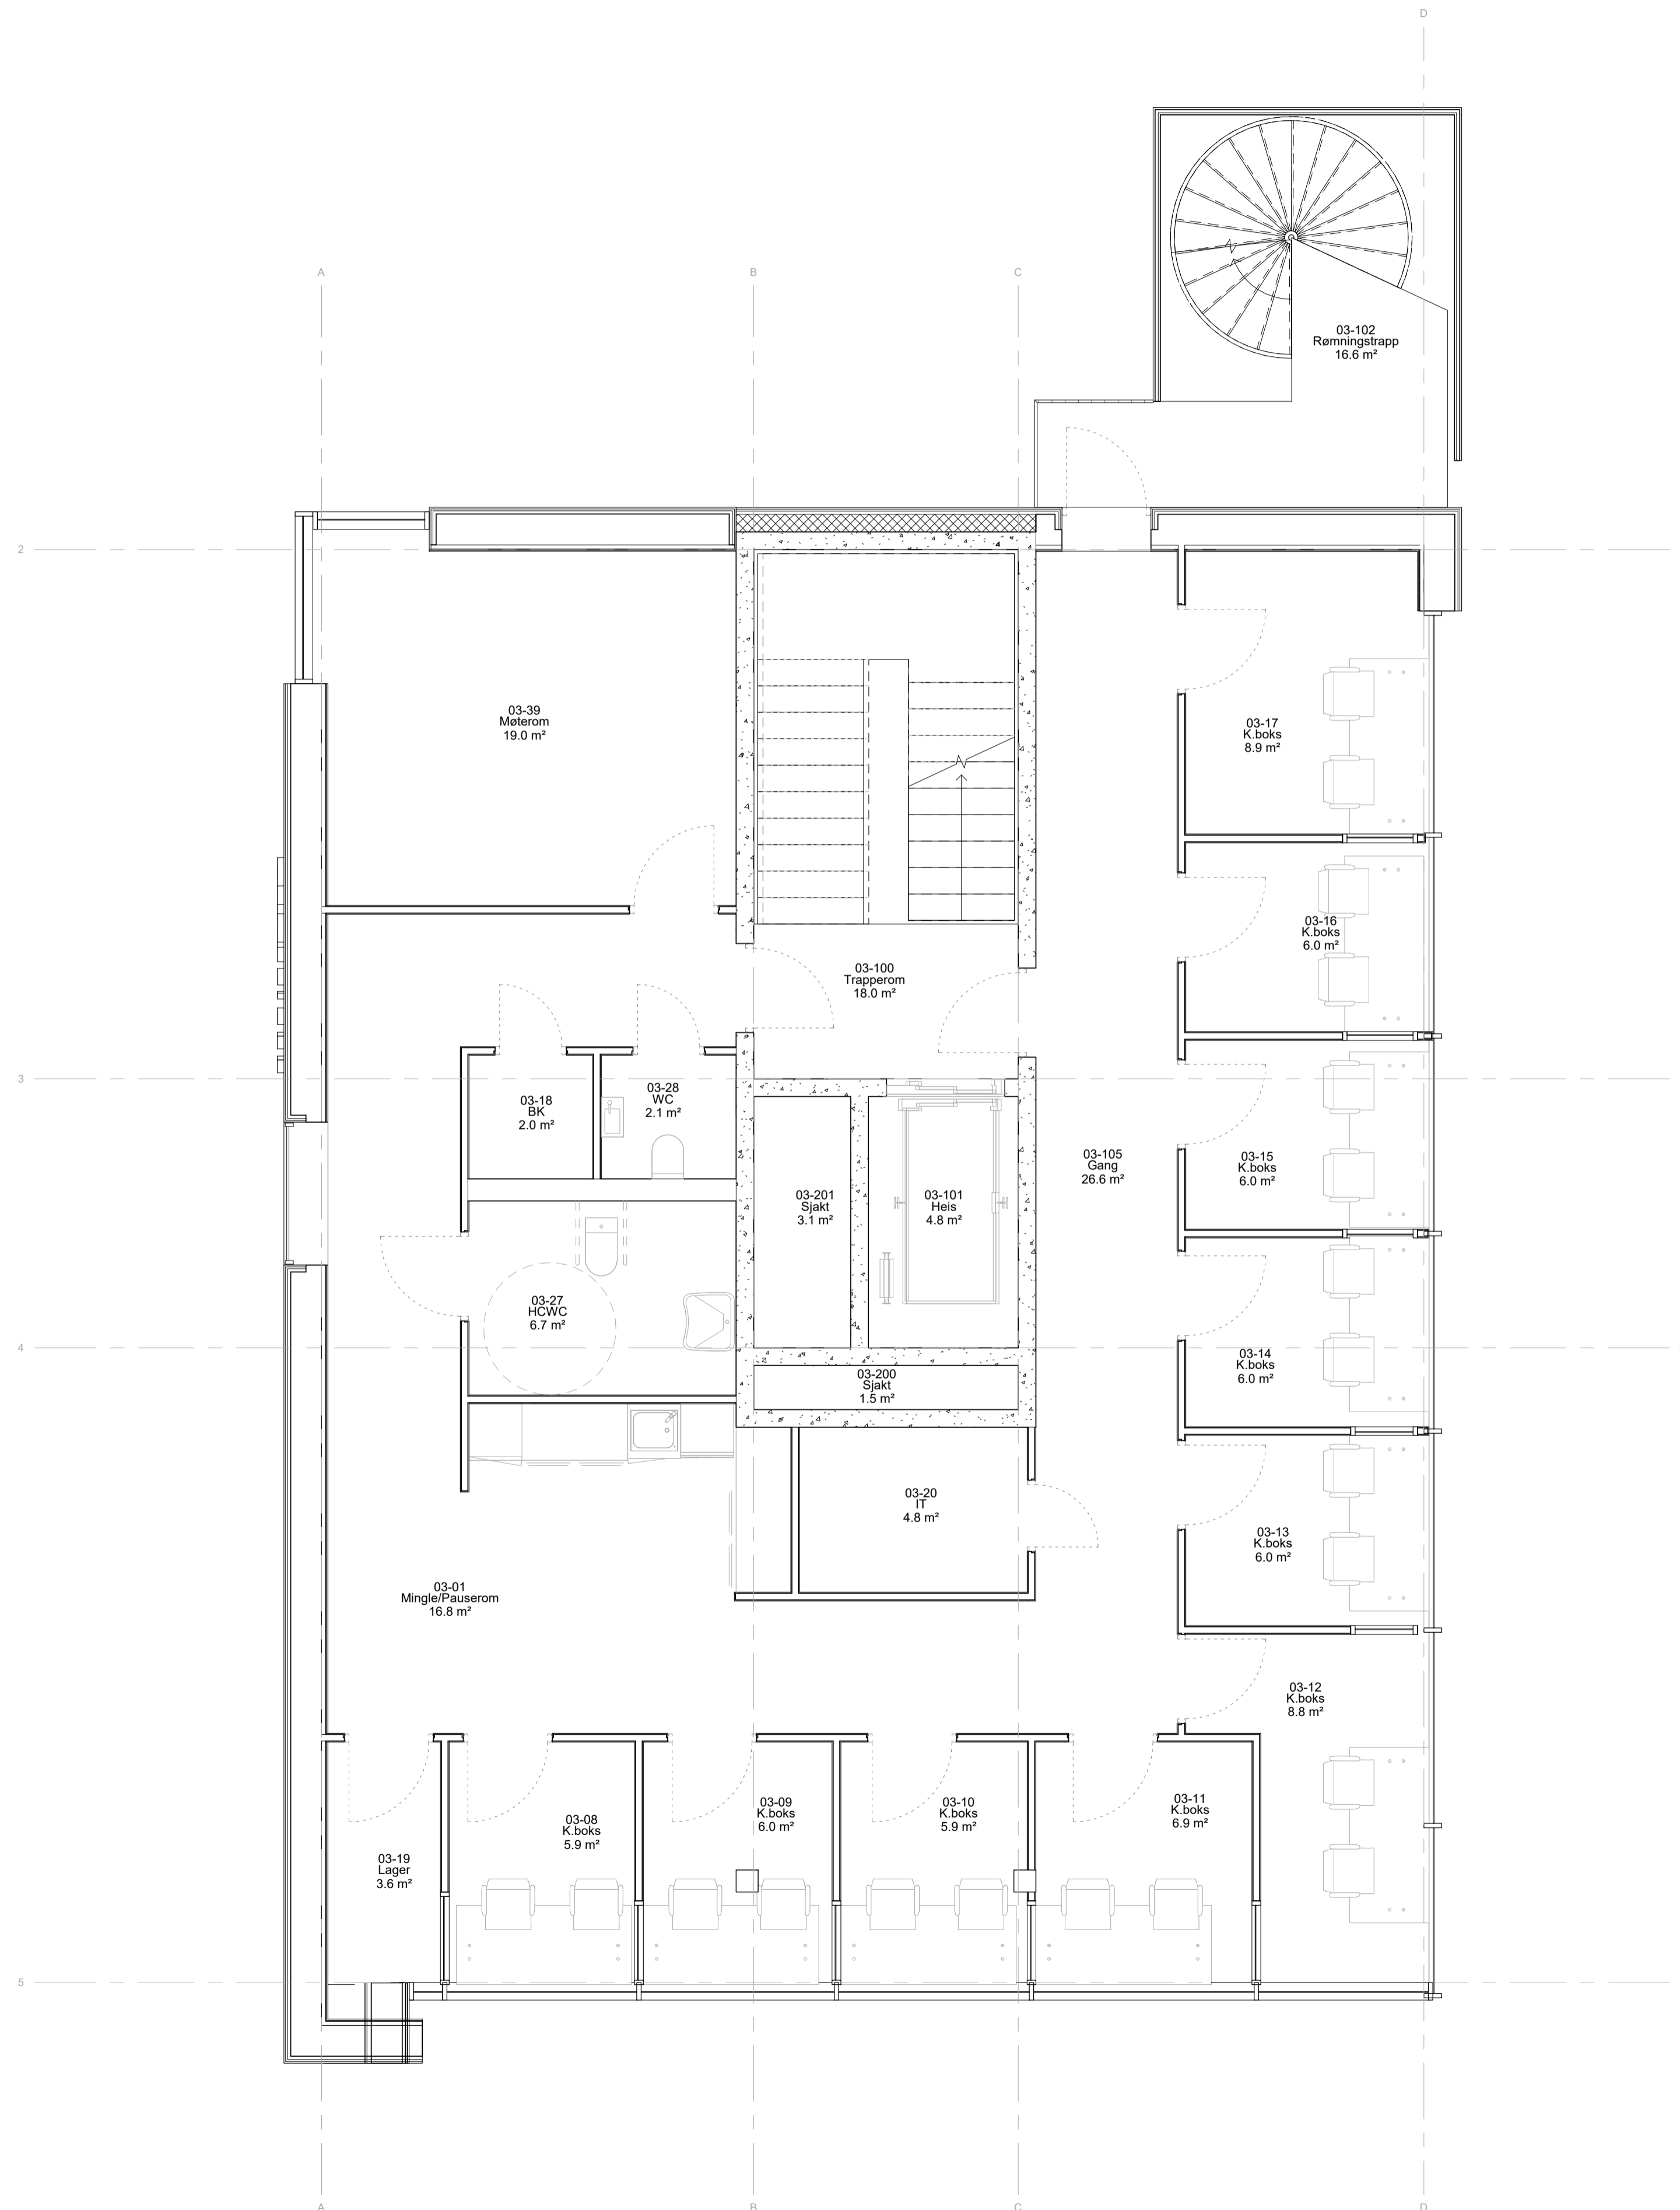 D
A
B
C
03-102
Rømningstrapp
16.6 m²
2
03-39
Møterom
19.0 m²
03-17
K.boks
8.9 m²
03-16
K.boks
6.0 m²
03-100
Trapperom
18.0 m²
3
03-18
BK
2.0 m²
03-28
WC
2.1 m²
03-105
Gang
26.6 m²
03-15
K.boks
6.0 m²
03-201
Sjakt
3.1 m²
03-101
Heis
4.8 m²
03-27
HCWC
6.7 m²
4
03-14
K.boks
6.0 m²
03-200
Sjakt
1.5 m²
03-20
IT
4.8 m²
03-13
K.boks
6.0 m²
03-01
Mingle/Pauserom
16.8 m²
03-12
K.boks
8.8 m²
03-08
K.boks
5.9 m²
03-09
K.boks
6.0 m²
03-10
K.boks
5.9 m²
03-11
K.boks
6.9 m²
03-19
Lager
3.6 m²
5
A
B
C
D